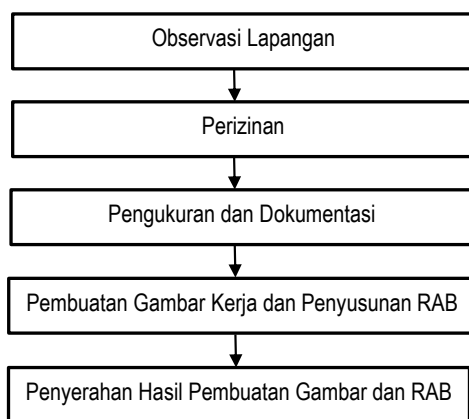 Observasi Lapangan
Perizinan
Pengukuran dan Dokumentasi
Pembuatan Gambar Kerja dan Penyusunan RAB
Penyerahan Hasil Pembuatan Gambar dan RAB